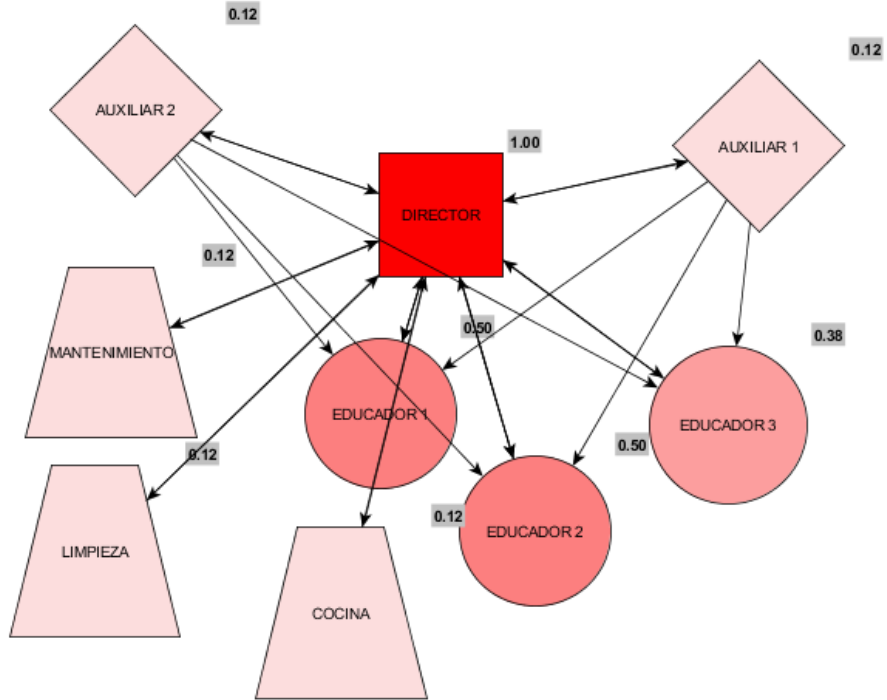 0.12
0.12
AUXILIAR 2
1.00
AUXILIAR 1
DIRECTOR
0.12
0.50
0.38
MANTENIMIENTO
EDUCADOR 1
EDUCADOR 3
0.50
0.12
0.12
EDUCADOR 2
LIMPIEZA
COCINA